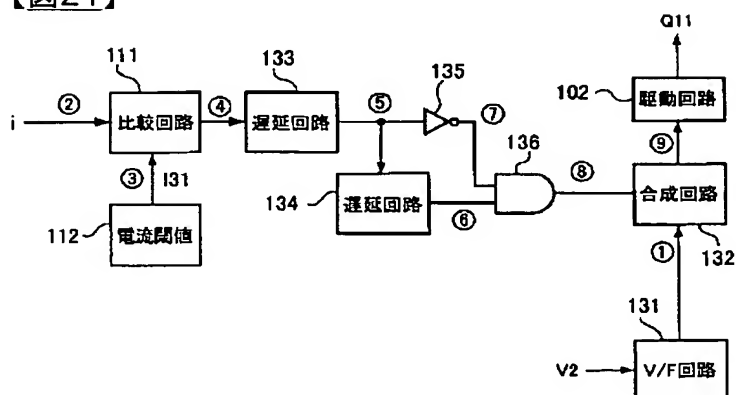 【図21】
Q11
111
133
135
102
駆動回路
② ④ ⑤ ⑦
i
比較回路
遅延回路
136
⑨
③ I31
⑧
合成回路
134
遅延回路
⑥
112
電流閾値
①
132
131
V2
V/F回路